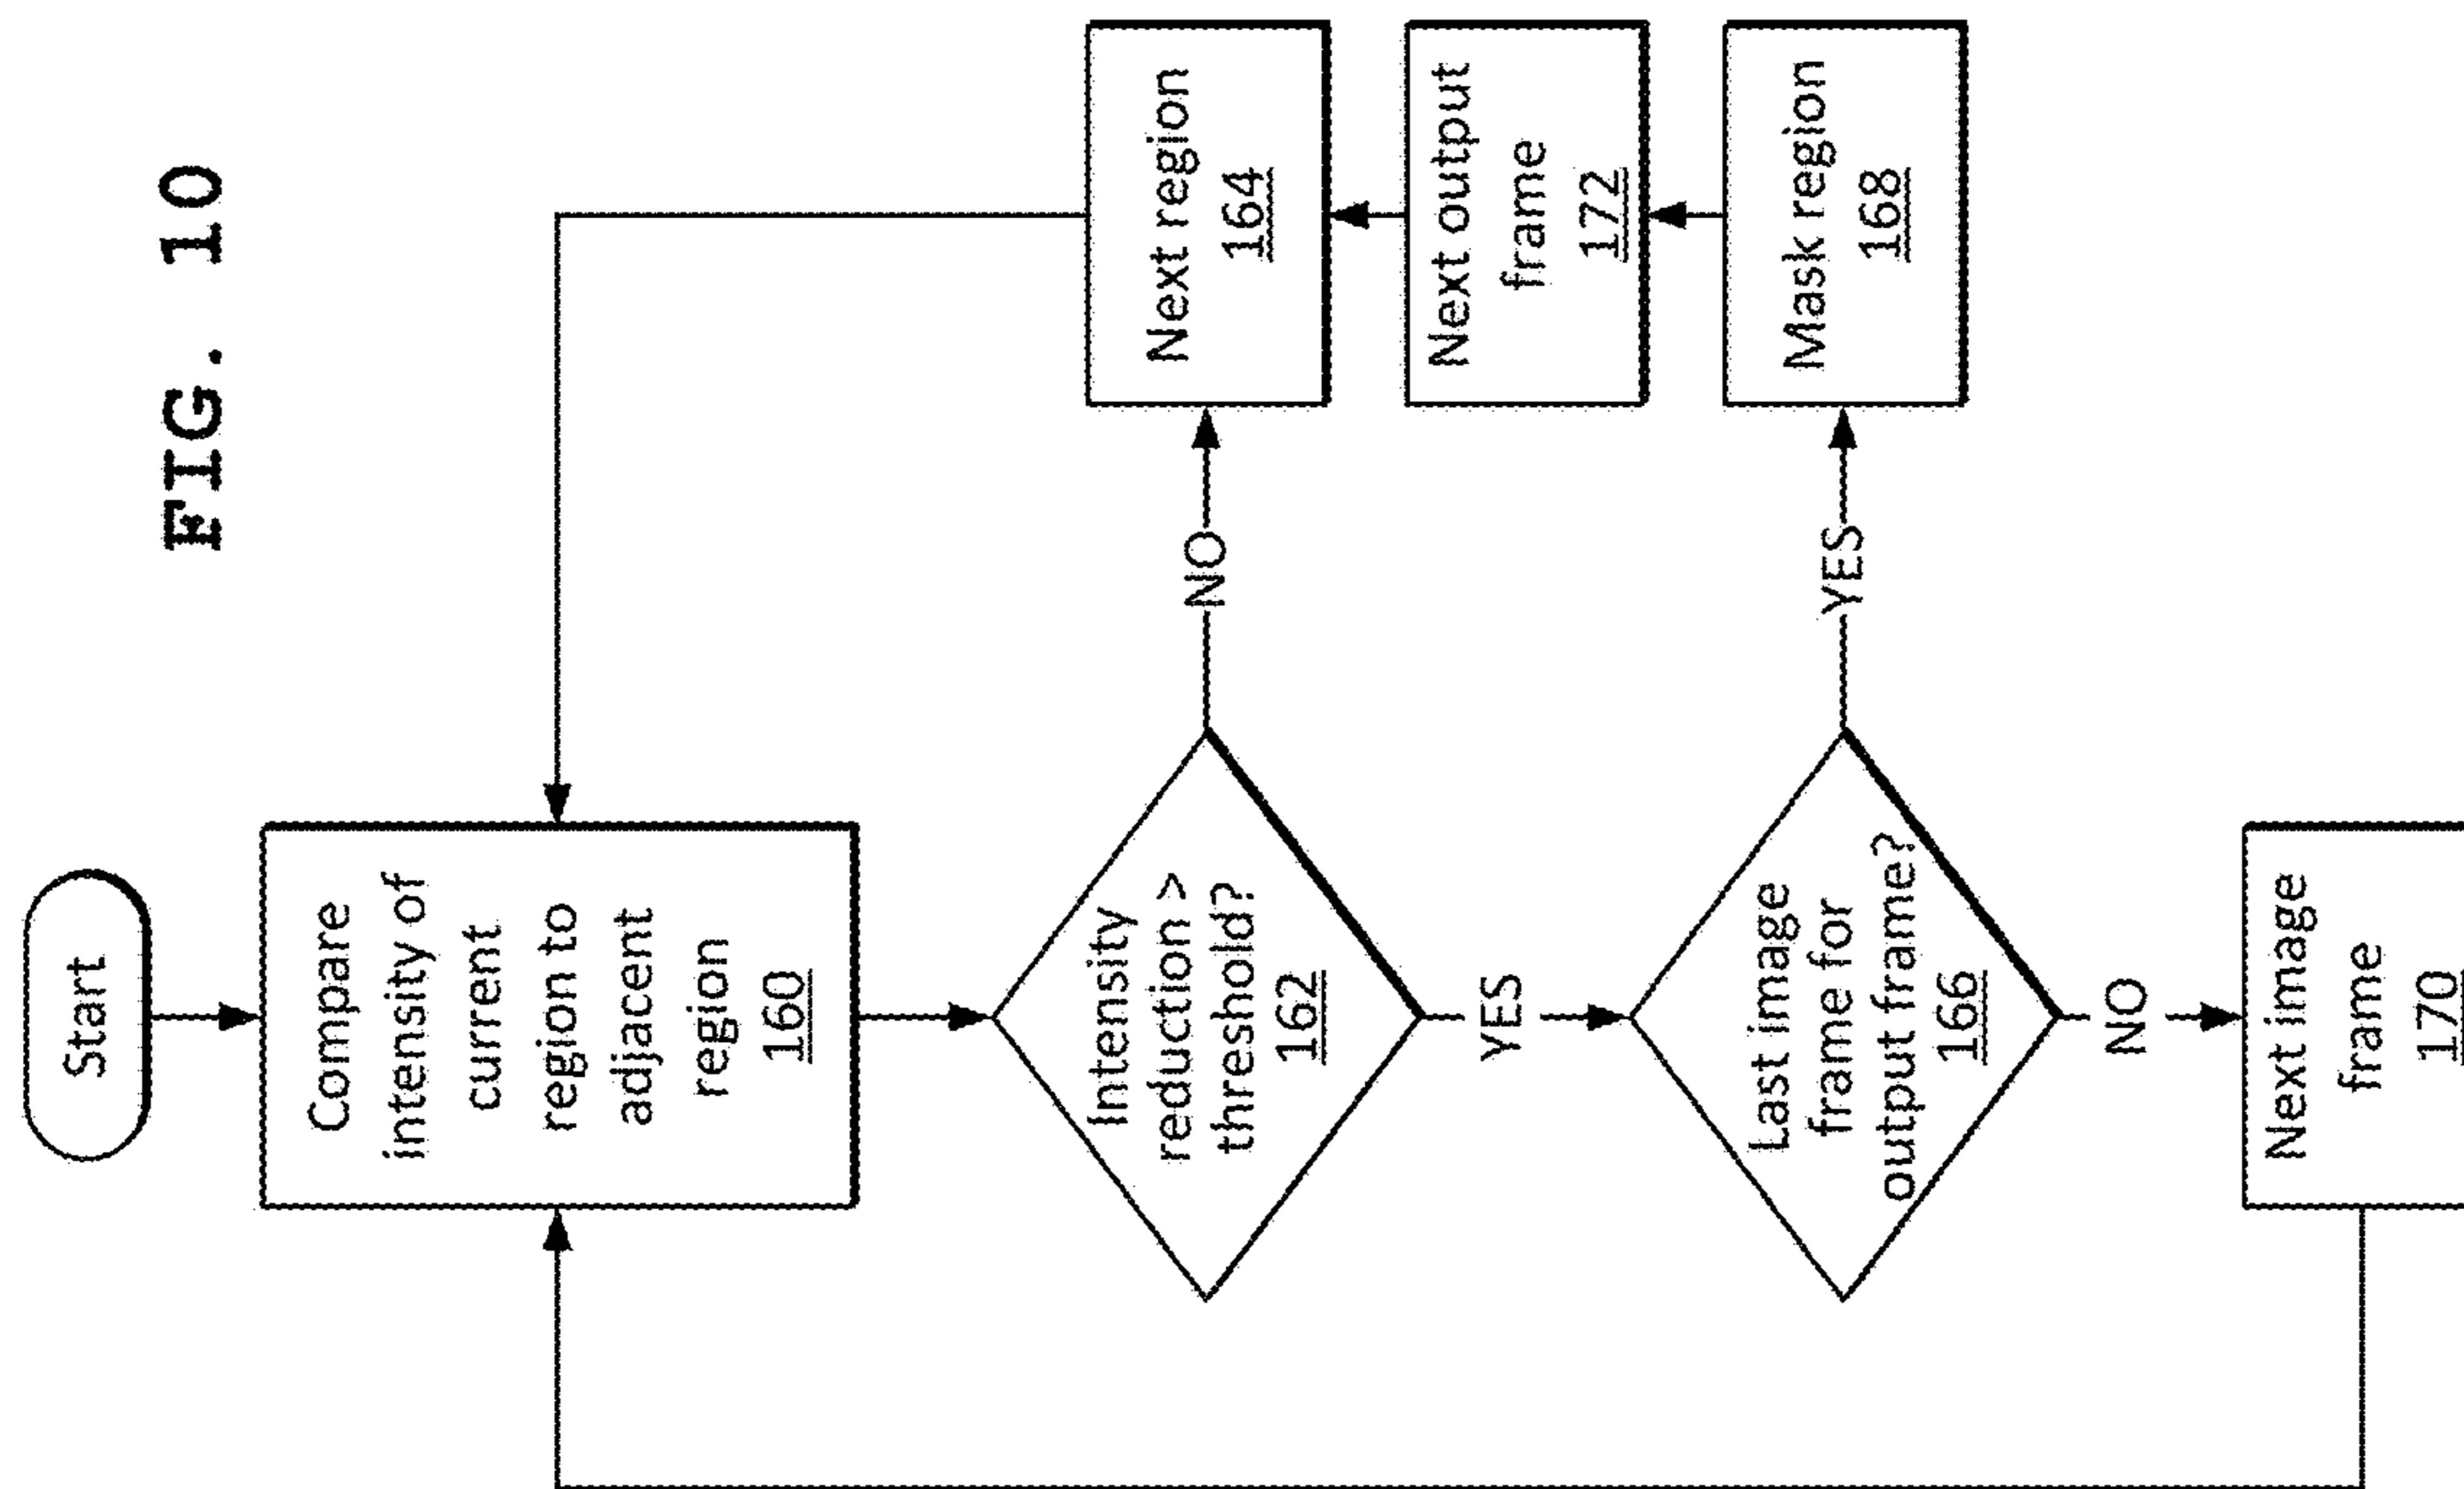 FIG. 10
Start
Compare
intensity of
current
region to
adjacent
region
160
Intensity
reduction >
threshold?
162
NO
Next region
164
YES
Last image
frame for
output frame?
166
YES
Mask region
168
Next output
frame
172
NO
Next image
frame
170